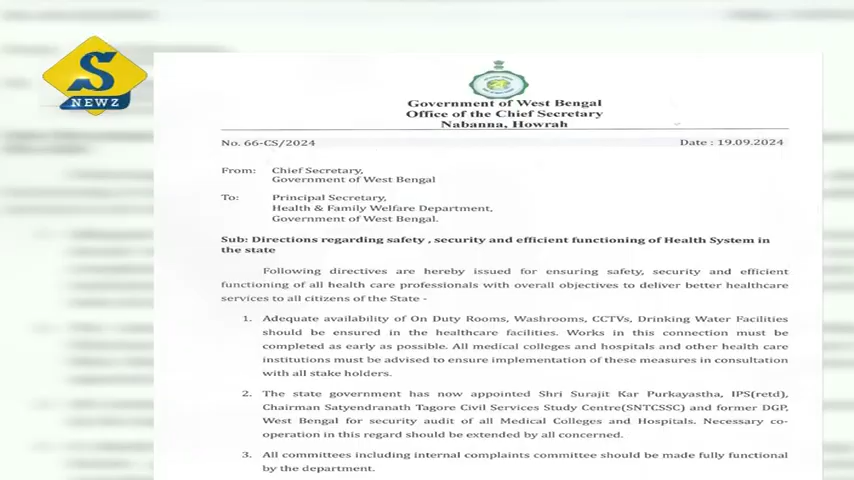 S
NEWZ
Government of West Bengal
Office of the Chief Secretary
Nabanna, Howrah
No. 66-CS/2024 Date : 19.09.2024
From: Chief Secretary,
Government of West Bengal
To: Principal Secretary,
Health & Family Welfare Department,
Government of West Bengal.
Sub: Directions regarding safety , security and efficient functioning of Health System in
the state
Following directives are hereby issued for ensuring safety, security and efficient
functioning of all health care professionals with overall objectives to deliver better healthcare
services to all citizens of the State -
1. Adequate availability of On Duty Rooms, Washrooms, CCTVs, Drinking Water Facilities
should be ensured in the healthcare facilities. Works in this connection must be
completed as early as possible. All medical colleges and hospitals and other health care
institutions must be advised to ensure implementation of these measures in consultation
with all stake holders.
2. The state government has now appointed Shri Surajit Kar Purkayastha, IPS(retd),
Chairman Satyendranath Tagore Civil Services Study Centre(SNTCSSC) and former DGP,
West Bengal for security audit of all Medical Colleges and Hospitals. Necessary co-
operation in this regard should be extended by all concerned.
3. All committees including internal complaints committee should be made fully functional
by the department.